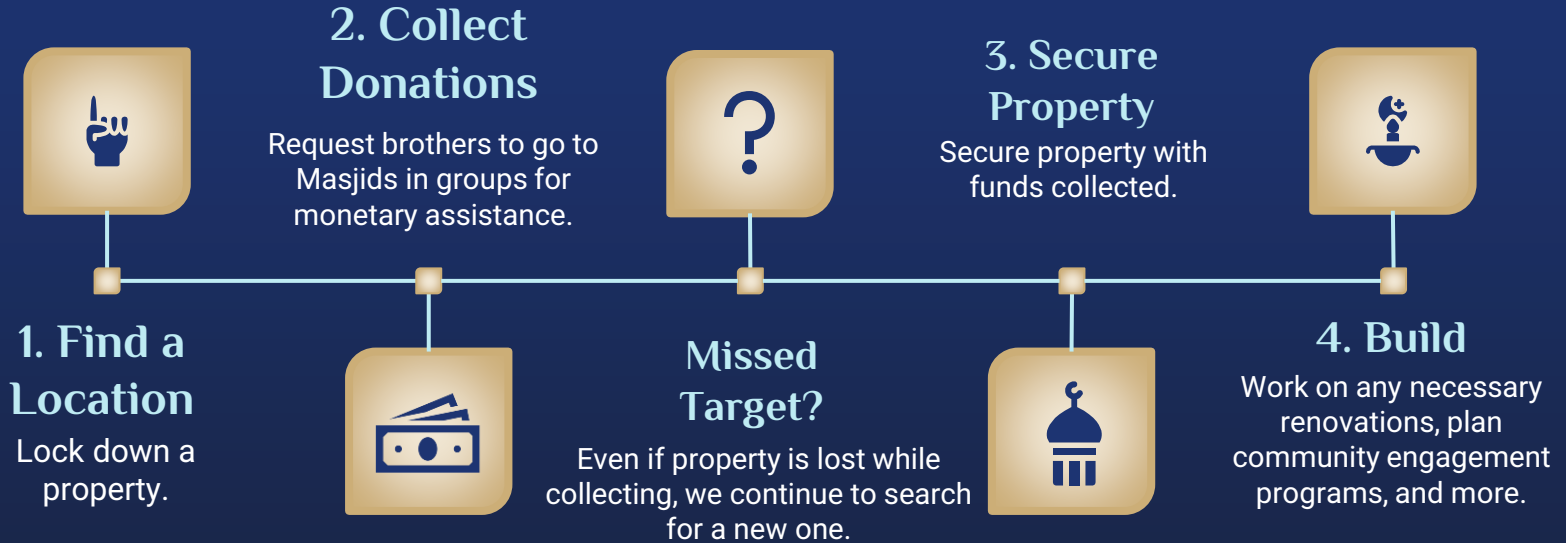 1. Find a
Location
Lock down a
property.
2. Collect
Donations
Request brothers to go to
Masjids in groups for
monetary assistance.
Missed
Target?
Even if property is lost while
collecting, we continue to search
for a new one.
3. Secure
Property
Secure property with
funds collected.
4. Build
Work on any necessary
renovations, plan
community engagement
programs, and more.